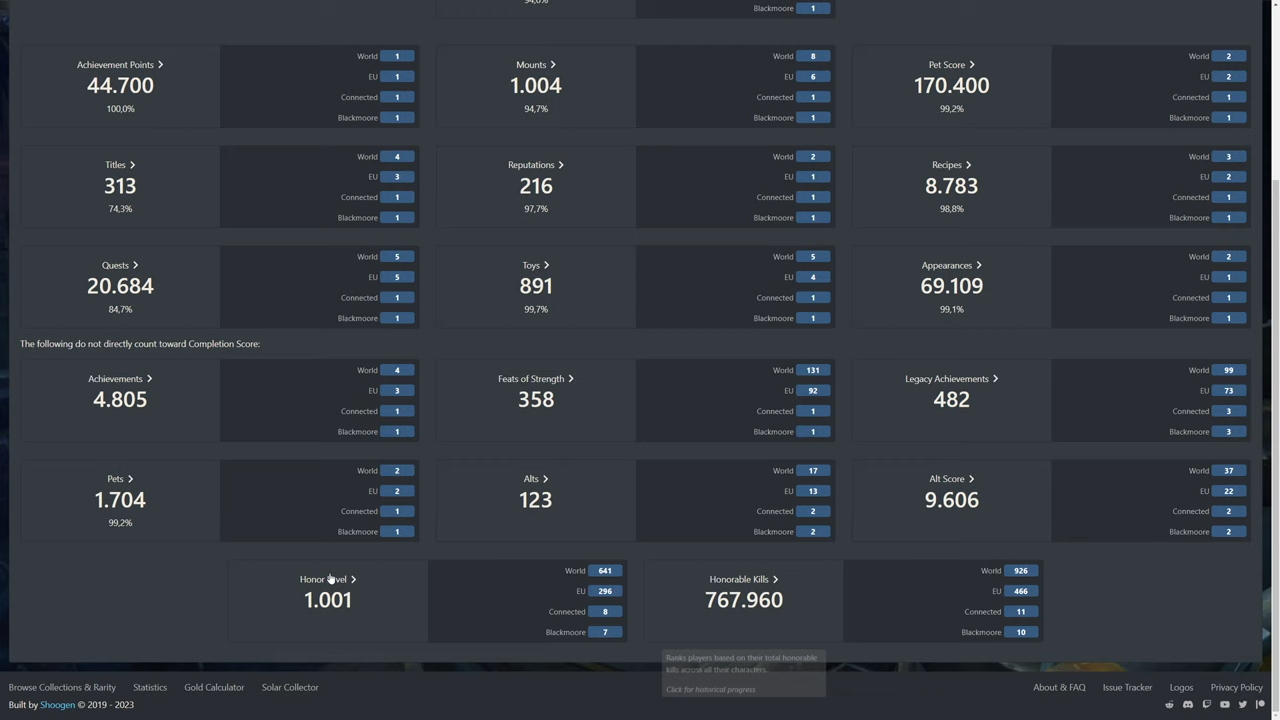 94,0%
Blackmoore 1
Achievement Points
44.700
100,0%
World 1
EU 1
Connected 1
Blackmoore 1
Mounts
1.004
94,7%
World 8
EU 6
Connected 1
Blackmoore 1
Pet Score
170.400
99,2%
World 2
EU 2
Connected 1
Blackmoore 1
Titles
313
74,3%
World 4
EU 3
Connected 1
Blackmoore 1
Reputations
216
97,7%
World 2
EU 1
Connected 1
Blackmoore 1
Recipes
8.783
98,8%
World 3
EU 2
Connected 1
Blackmoore 1
Quests
20.684
84,7%
World 5
EU 5
Connected 1
Blackmoore 1
Toys
891
99,7%
World 5
EU 4
Connected 1
Blackmoore 1
Appearances
69.109
99,1%
World 2
EU 1
Connected 1
Blackmoore 1
The following do not directly count toward Completion Score:
Achievements
4.805
World 4
EU 3
Connected 1
Blackmoore 1
Feats of Strength
358
World 131
EU 92
Connected 1
Blackmoore 1
Legacy Achievements
482
World 99
EU 73
Connected 3
Blackmoore 3
Pets
1.704
99,2%
World 2
EU 2
Connected 1
Blackmoore 1
Alts
123
World 17
EU 13
Connected 2
Blackmoore 2
Alt Score
9.606
World 37
EU 22
Connected 2
Blackmoore 2
Honor Level
1.001
World 641
EU 296
Connected 8
Blackmoore 7
Honorable Kills
767.960
World 926
EU 466
Connected 11
Blackmoore 10
Ranks players based on their total honorable
kills across all their characters.
Click for historical progress
Browse Collections & Rarity Statistics Gold Calculator Solar Collector
About & FAQ Issue Tracker Logos Privacy Policy
Built by Shoogen © 2019 - 2023